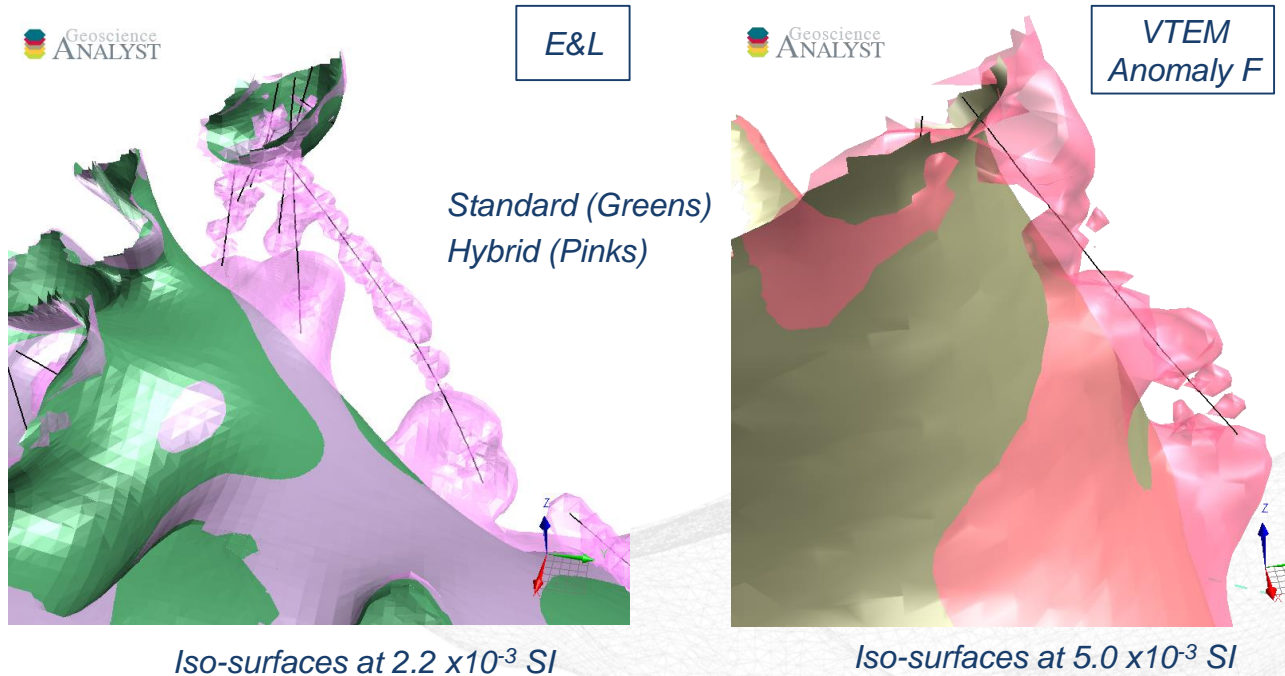 Geoscience
ANALYST
E&L
Geoscience
ANALYST
VTEM
Anomaly F
Standard (Greens)
Hybrid (Pinks)
Z
Z
Iso-surfaces at 2.2 x10⁻³ SI
Iso-surfaces at 5.0 x10⁻³ SI